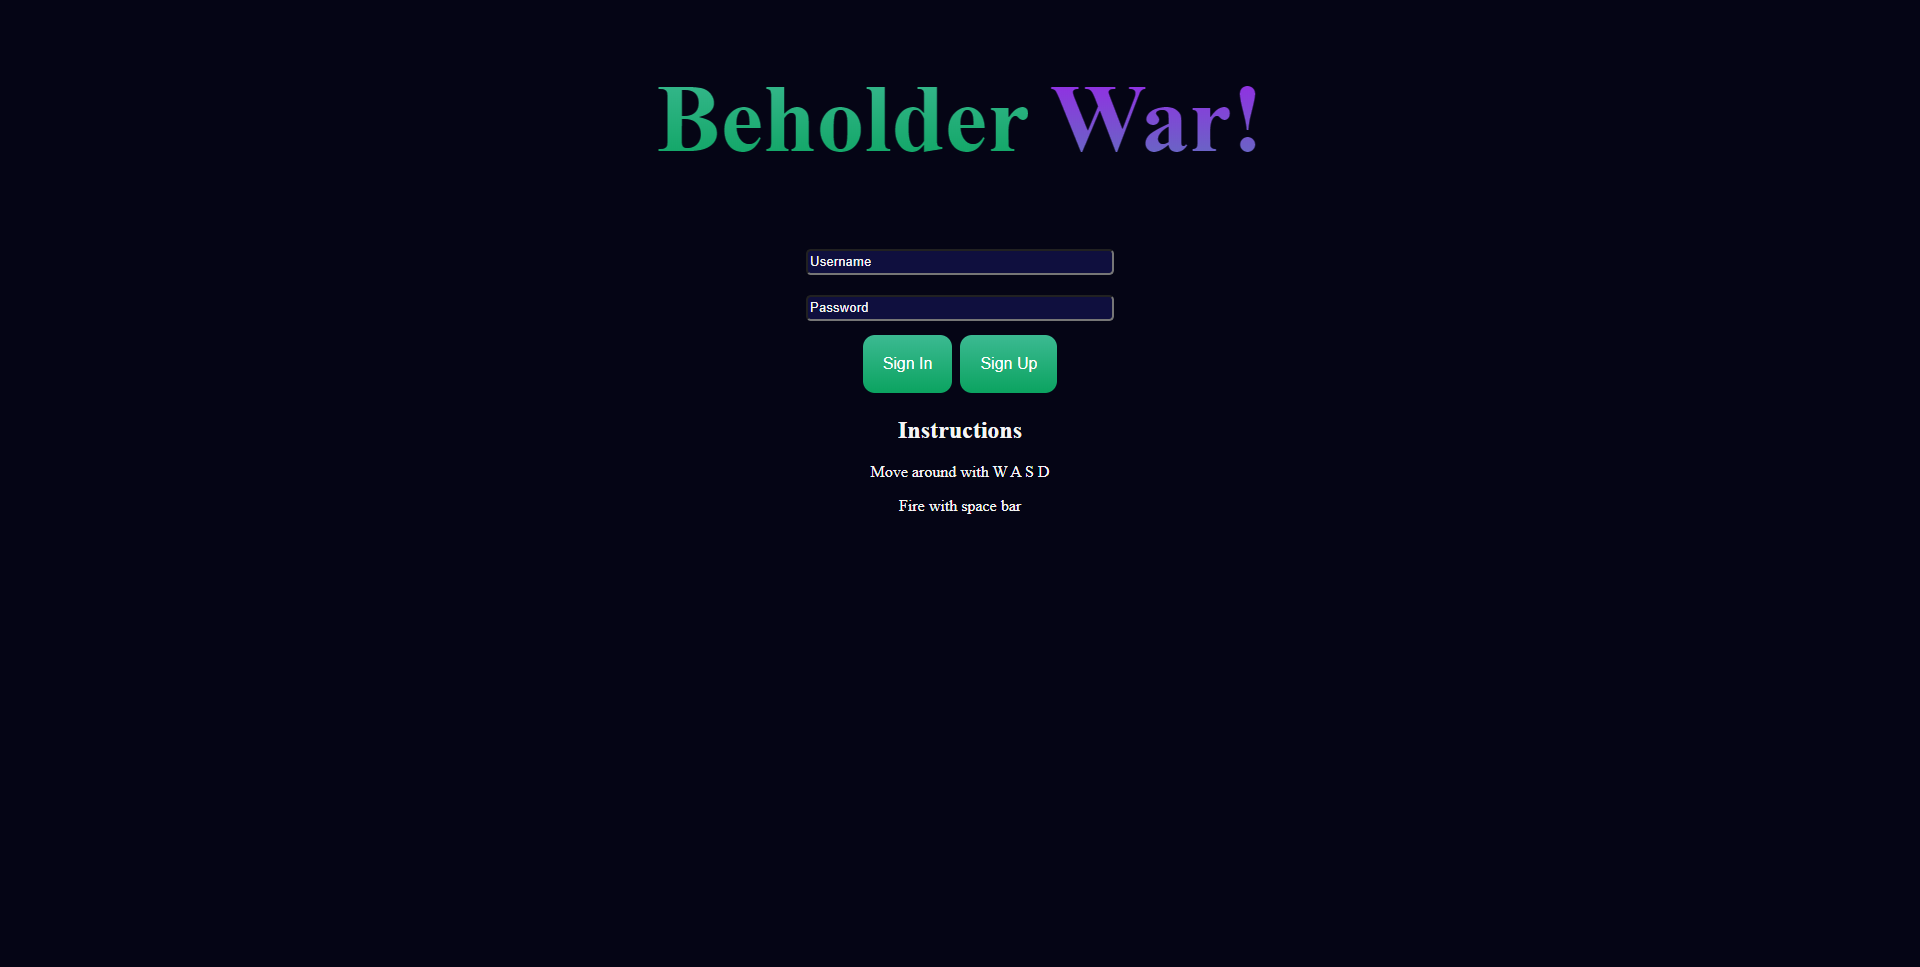 Beholder War!
Username
Password
Sign In Sign Up
Instructions
Move around with W A S D
Fire with space bar